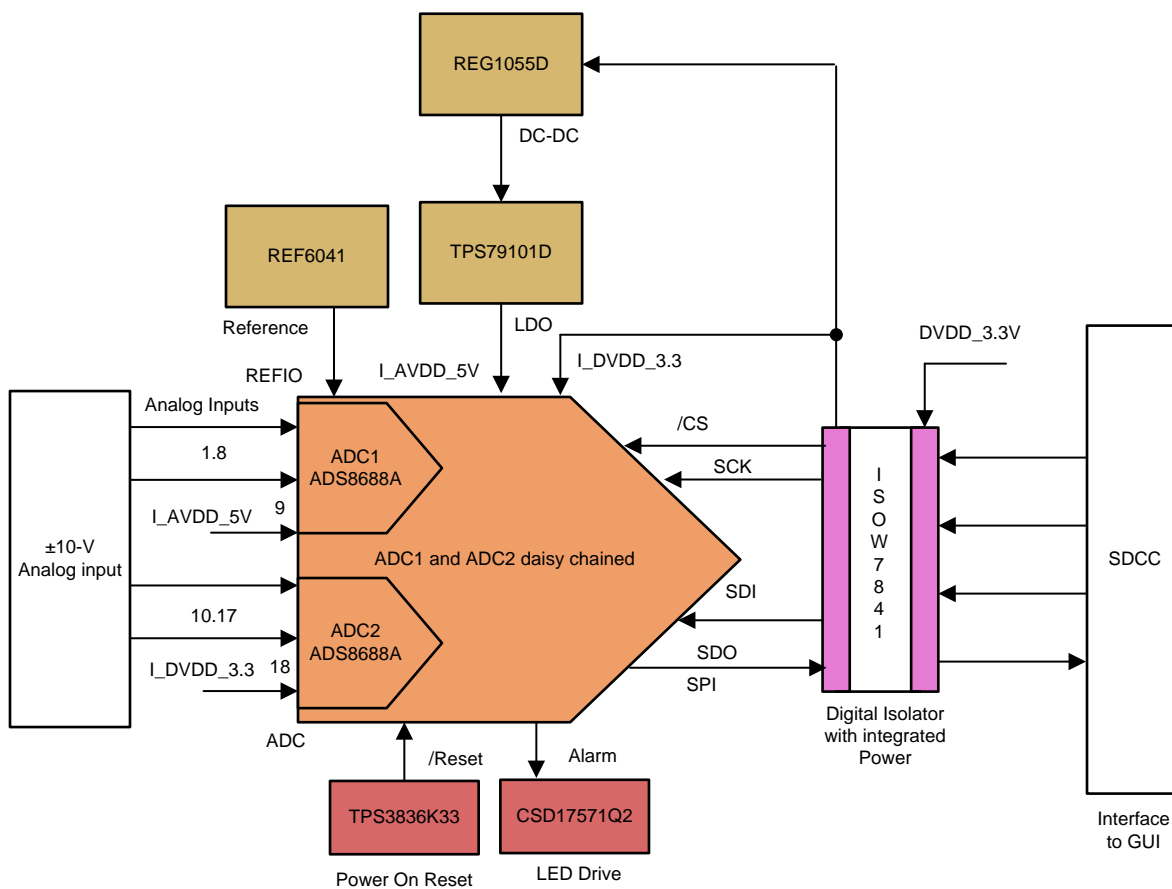 REG1055D
DC-DC
REF6041
TPS79101D
Reference
LDO
DVDD_3.3V
REFIO
I_AVDD_5V
I_DVDD_3.3
Analog Inputs
1.8
I_AVDD_5V
9
±10-V
Analog input
10.17
I_DVDD_3.3
18
ADC1
ADS8688A
ADC1 and ADC2 daisy chained
ADC2
ADS8688A
ADC
/CS
SCK
SDI
SDO
SPI
I
S
O
W
7
8
4
1
Digital Isolator
with integrated
Power
SDCC
Interface
to GUI
/Reset
Alarm
TPS3836K33
CSD17571Q2
Power On Reset
LED Drive